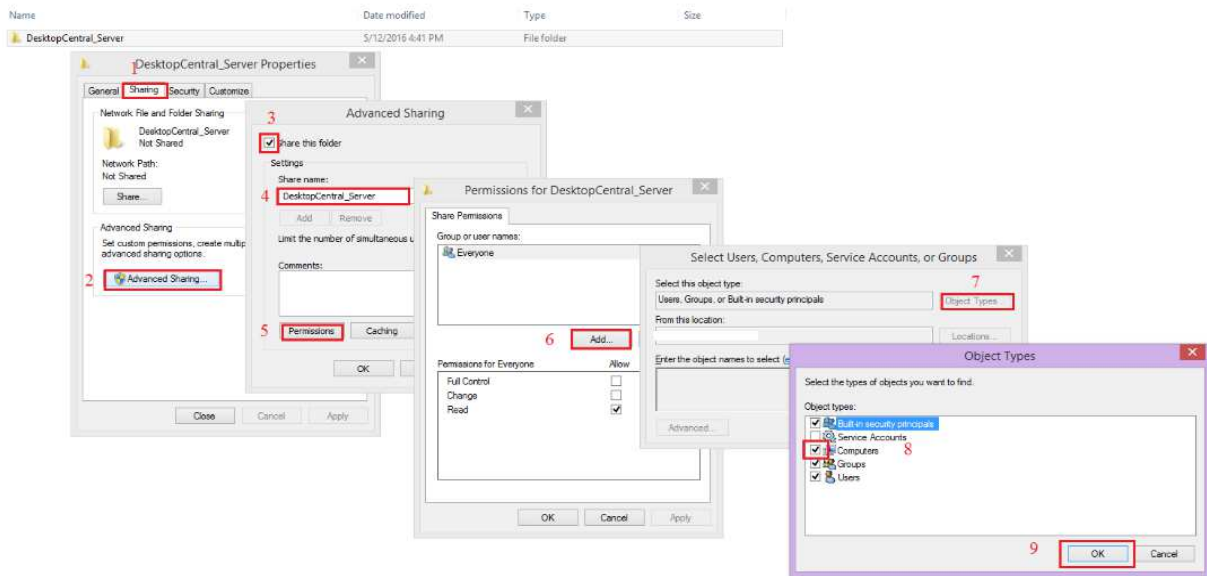 Name Date modified Type Size
DesktopCentral_Server 5/12/2016 4:41 PM File folder
1
DesktopCentral_Server Properties
General Sharing Security Customize
Network File and Folder Sharing
DesktopCentral_Server
Not Shared
Network Path:
Not Shared
Share...
Advanced Sharing
Set custom permissions, create multip
advanced sharing options.
2 Advanced Sharing...
Close Cancel Apply
Advanced Sharing
3
Share this folder
Settings
Share name:
4 DesktopCentral_Server
Add Remove
Limit the number of simultaneous u
Comments:
5 Permissions Caching
OK
Permissions for DesktopCentral_Server
Share Permissions
Group or user names:
Everyone
6 Add...
Permissions for Everyone Allow
Full Control
Change
Read
OK Cancel Apply
Select Users, Computers, Service Accounts, or Groups
Select this object type: 7
Users, Groups, or Built-in security principals Object Types...
From this location:
Locations...
Enter the object names to select (e
Advanced...
Object Types
Select the types of objects you want to find.
Object types:
Built-in security principals
Service Accounts
Computers 8
Groups
Users
9 OK Cancel